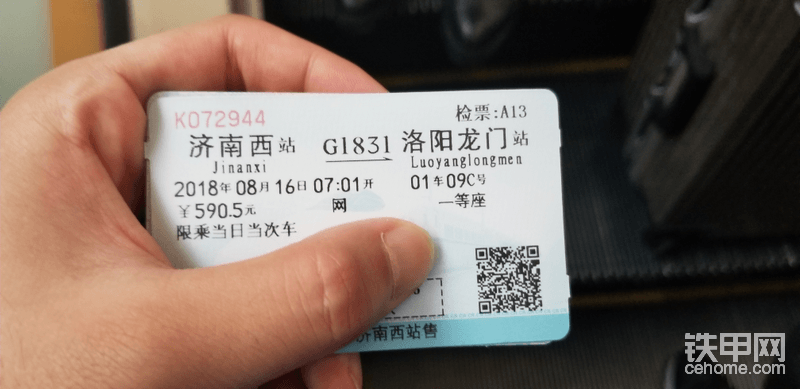 K072944 检票:A13
济南西站 G1831 洛阳龙门站
Jinanxi Luoyanglongmen
2018年08月16日07:01开 01车09C号
￥590.5元 网 一等座
限乘当日当次车
济南西站售
铁甲网
cehome.com